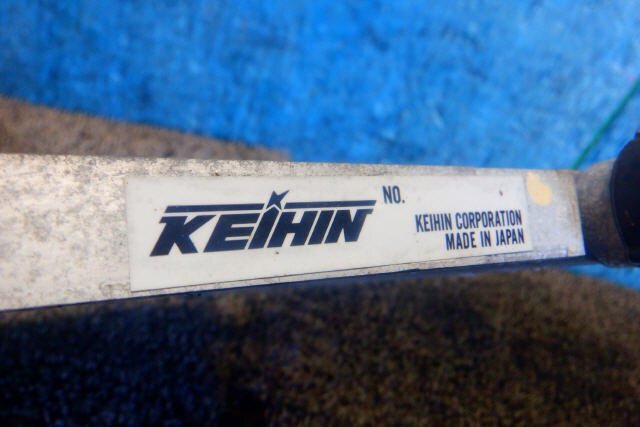 KEIHIN
NO.
KEIHIN CORPORATION
MADE IN JAPAN